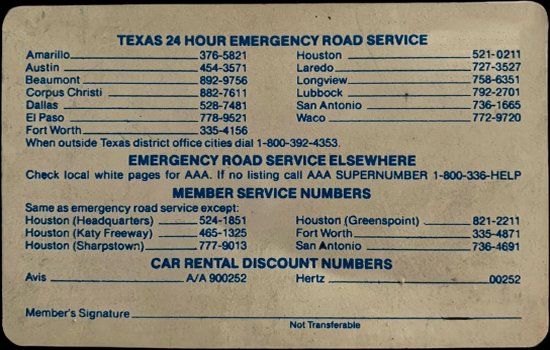 TEXAS 24 HOUR EMERGENCY ROAD SERVICE
Amarillo 376-5821 Houston 521-0211
Austin 454-3571 Laredo 727-3527
Beaumont 892-9756 Longview 758-6351
Corpus Christi 882-7611 Lubbock 792-2701
Dallas 528-7481 San Antonio 736-1665
El Paso 778-9521 Waco 772-9720
Fort Worth 335-4156
When outside Texas district office cities dial 1-800-392-4353.
EMERGENCY ROAD SERVICE ELSEWHERE
Check local white pages for AAA. If no listing call AAA SUPERNUMBER 1-800-336-HELP
MEMBER SERVICE NUMBERS
Same as emergency road service except:
Houston (Headquarters) 524-1851 Houston (Greenspoint) 821-2211
Houston (Katy Freeway) 465-1325 Fort Worth 335-4871
Houston (Sharpstown) 777-9013 San Antonio 736-4691
CAR RENTAL DISCOUNT NUMBERS
Avis A/A 900252 Hertz 00252
Member's Signature
Not Transferable